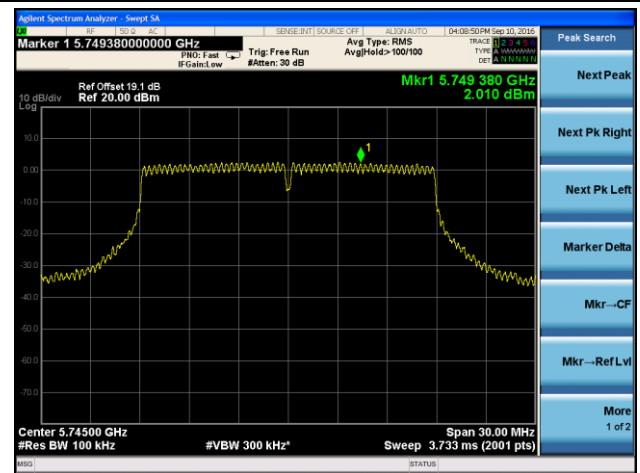 Agilent Spectrum Analyzer - Swept SA
RF 50 Ω AC SENSE:INT SOURCE OFF ALIGN AUTO 04:08:50 PM Sep 10, 2016
Marker 1 5.749380000000 GHz
PNO: Fast
IFGain:Low
Trig: Free Run
#Atten: 30 dB
Avg Type: RMS
Avg|Hold:>100/100
TRACE 1 2 3 4 5 6
TYPE A
DET A N N N N N
Peak Search
Next Peak
Next Pk Right
Next Pk Left
Marker Delta
Mkr→CF
Mkr→Ref Lvl
More
1 of 2
Ref Offset 19.1 dB
10 dB/div Ref 20.00 dBm
Log
Mkr1 5.749 380 GHz
2.010 dBm
1
10.0
0.00
-10.0
-20.0
-30.0
-40.0
-50.0
-60.0
-70.0
Center 5.74500 GHz Span 30.00 MHz
#Res BW 100 kHz #VBW 300 kHz* Sweep 3.733 ms (2001 pts)
MSG STATUS